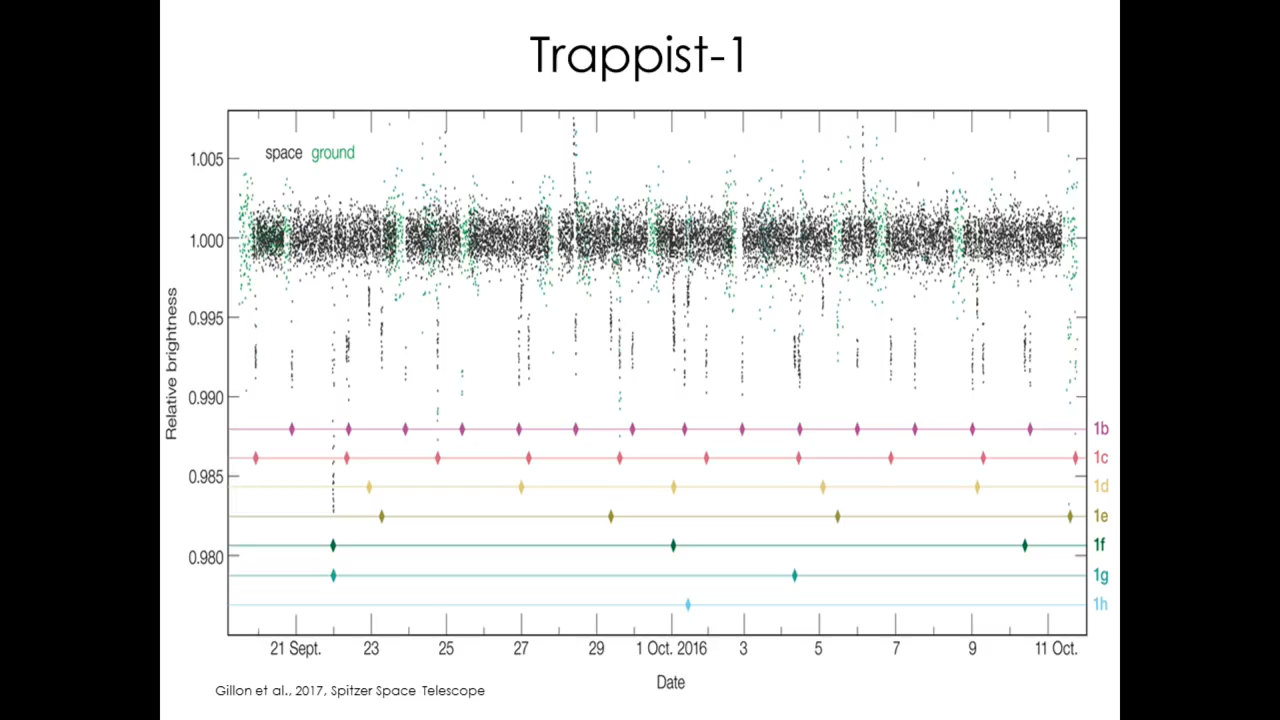 Trappist-1
space ground
1.005
1.000
0.995
0.990
0.985
0.980
Relative brightness
1b
1c
1d
1e
1f
1g
1h
21 Sept. 23 25 27 29 1 Oct. 2016 3 5 7 9 11 Oct.
Date
Gillon et al., 2017, Spitzer Space Telescope